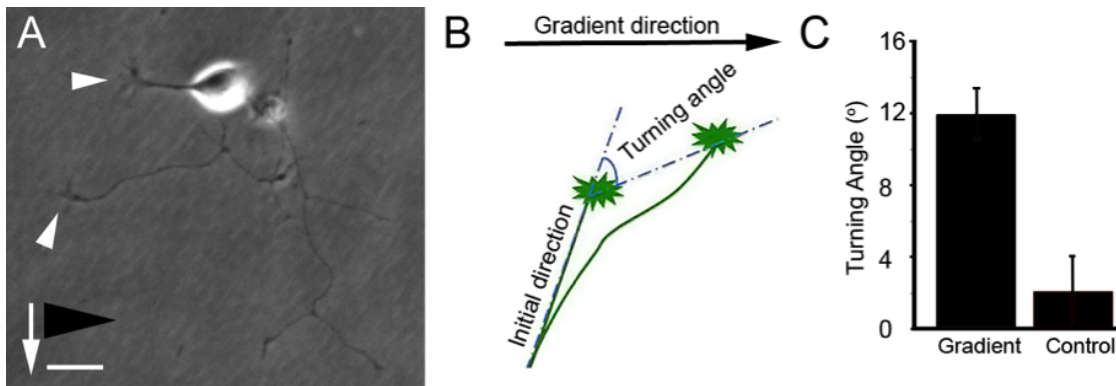 A
B
Gradient direction
Turning angle
Initial direction
C
Turning Angle (º)
16
12
8
4
0
Gradient
Control